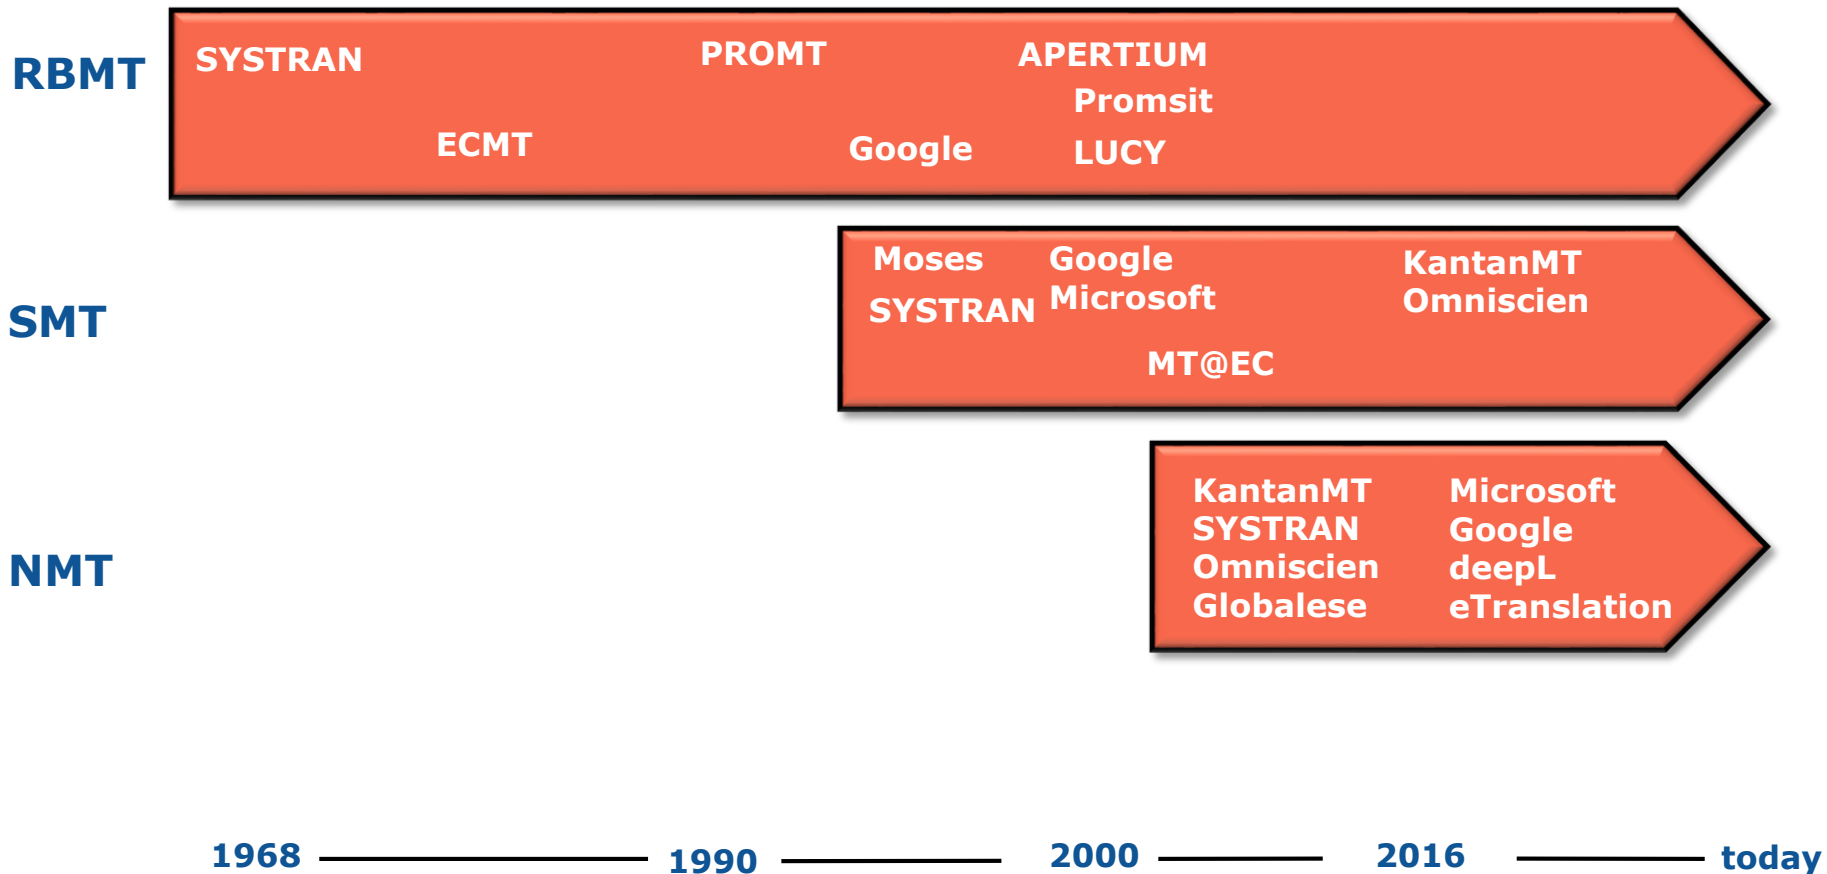 RBMT
SYSTRAN
PROMT
APERTIUM
Promsit
ECMT
Google
LUCY
SMT
Moses
Google
KantanMT
SYSTRAN
Microsoft
Omniscien
MT@EC
NMT
KantanMT
Microsoft
SYSTRAN
Google
Omniscien
deepL
Globalese
eTranslation
1968
1990
2000
2016
today